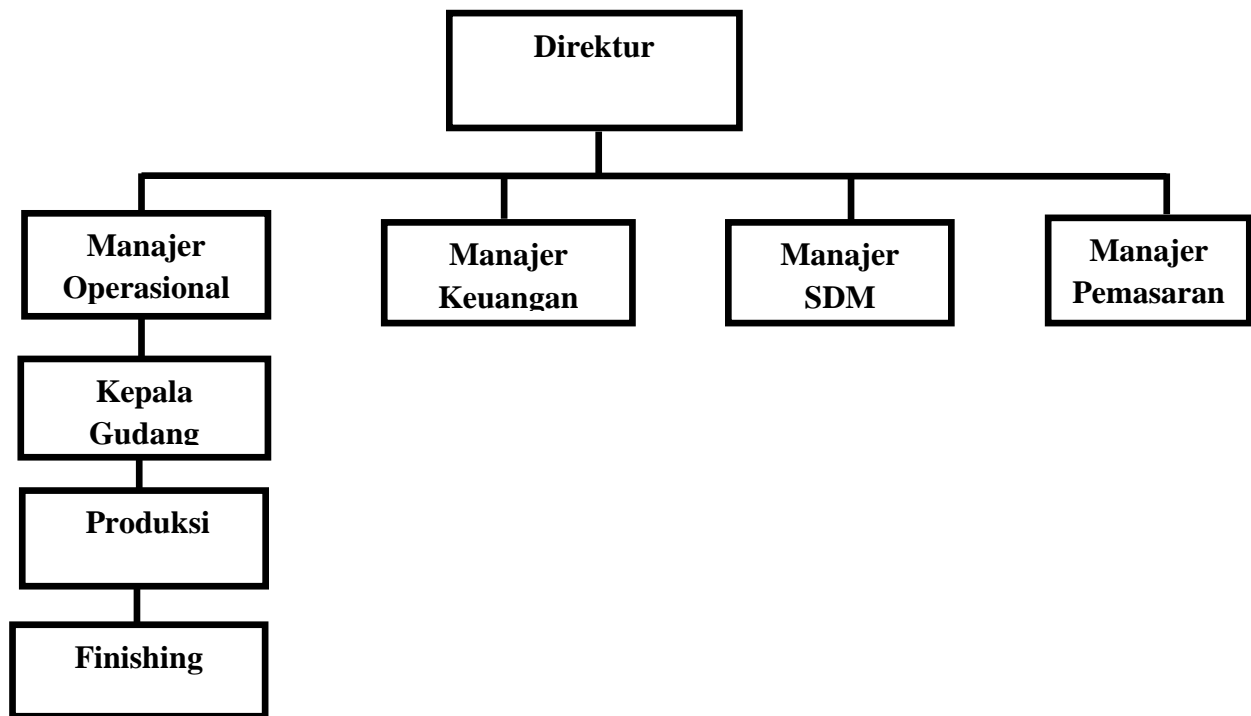 Direktur
Manajer
Operasional
Manajer
Keuangan
Manajer
SDM
Manajer
Pemasaran
Kepala
Gudang
Produksi
Finishing